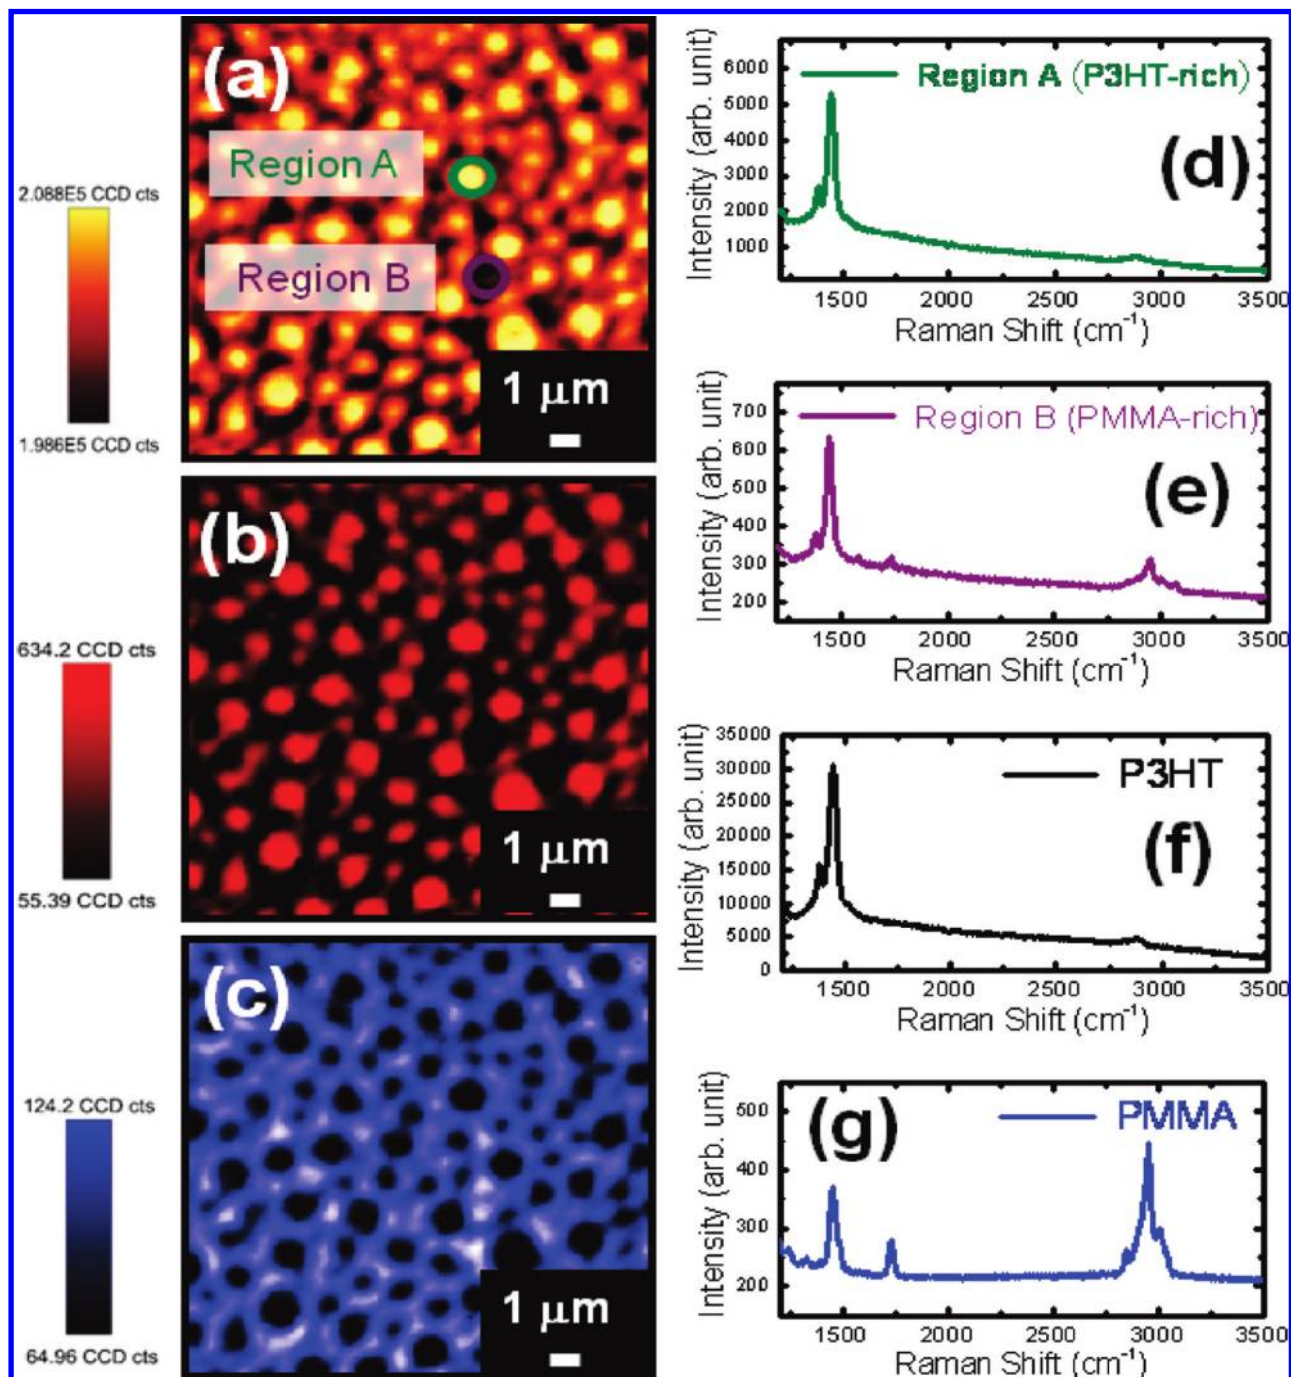 (a)
Region A
Region B
1 μm
2.088E5 CCD cts
1.986E5 CCD cts
(b)
1 μm
634.2 CCD cts
55.39 CCD cts
(c)
1 μm
124.2 CCD cts
64.96 CCD cts
Region A (P3HT-rich)
(d)
Intensity (arb. unit)
6000
5000
4000
3000
2000
1000
1500 2000 2500 3000 3500
Raman Shift (cm⁻¹)
Region B (PMMA-rich)
(e)
Intensity (arb. unit)
700
600
500
400
300
200
1500 2000 2500 3000 3500
Raman Shift (cm⁻¹)
P3HT
(f)
Intensity (arb. unit)
35000
30000
25000
20000
15000
10000
5000
0
1500 2000 2500 3000 3500
Raman Shift (cm⁻¹)
(g)
PMMA
Intensity (arb. unit)
500
400
300
200
1500 2000 2500 3000 3500
Raman Shift (cm⁻¹)